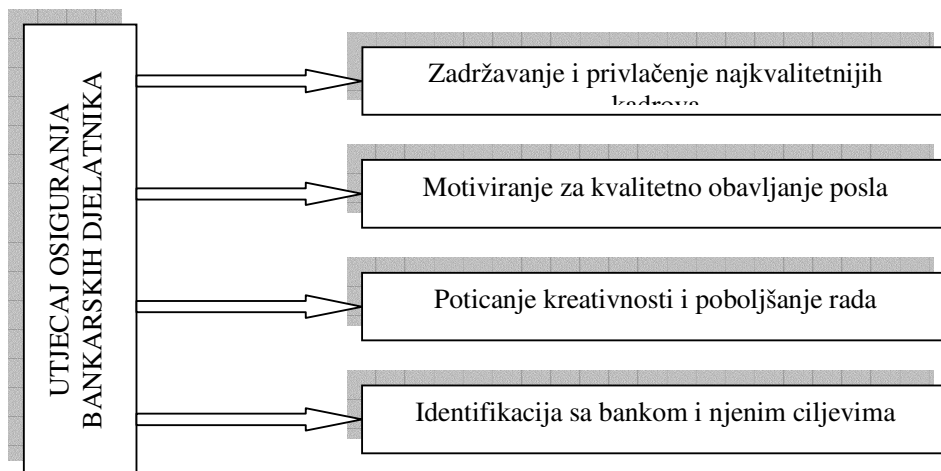 UTJECAJ OSIGURANJA
BANKARSKIH DJELATNIKA
Zadržavanje i privlačenje najkvalitetnijih
kadrova
Motiviranje za kvalitetno obavljanje posla
Poticanje kreativnosti i poboljšanje rada
Identifikacija sa bankom i njenim ciljevima